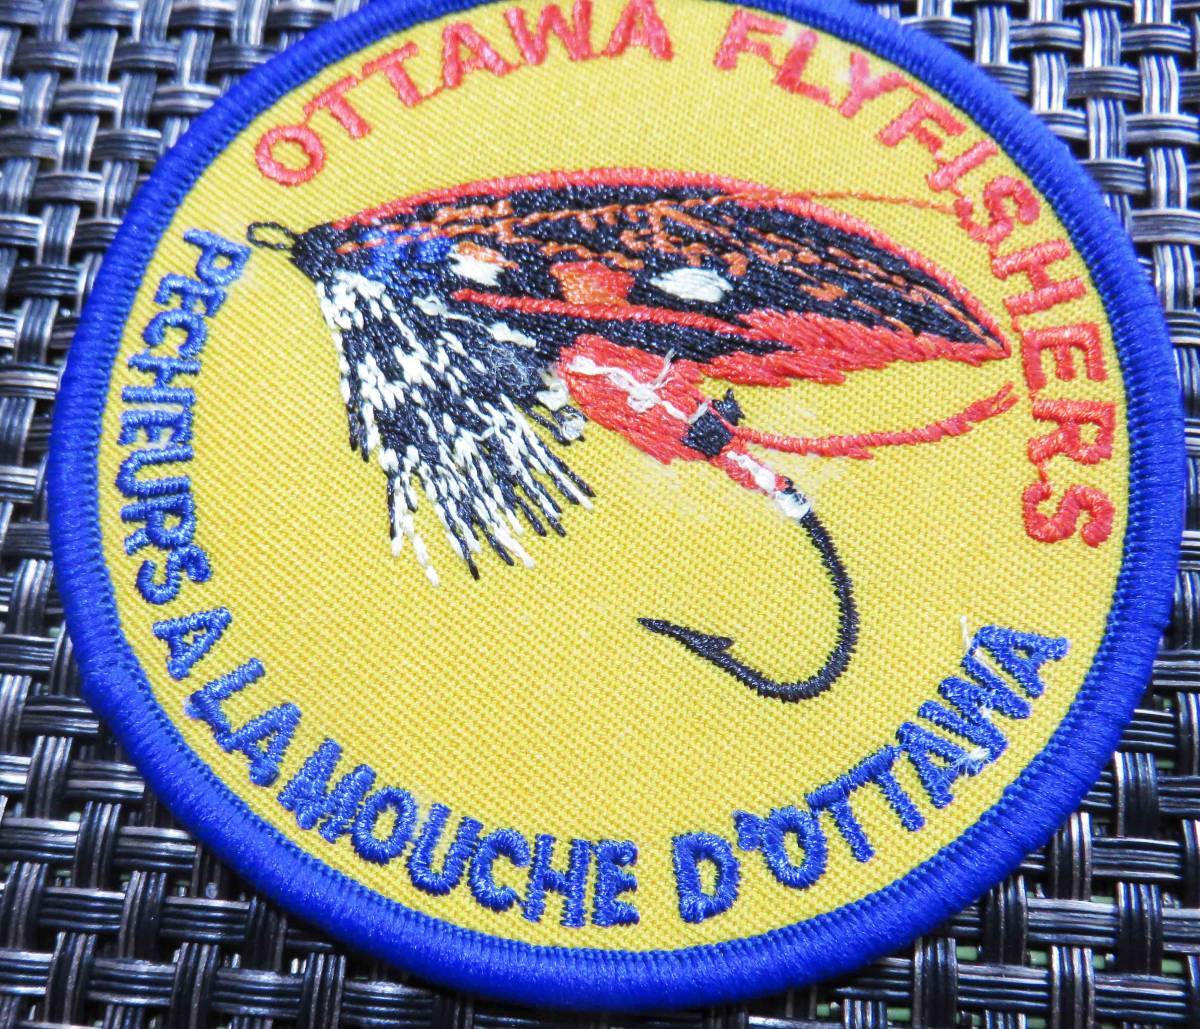 OTTAWA FLYFISHERS
PECHEURS A LA MOUCHE D'OTTAWA